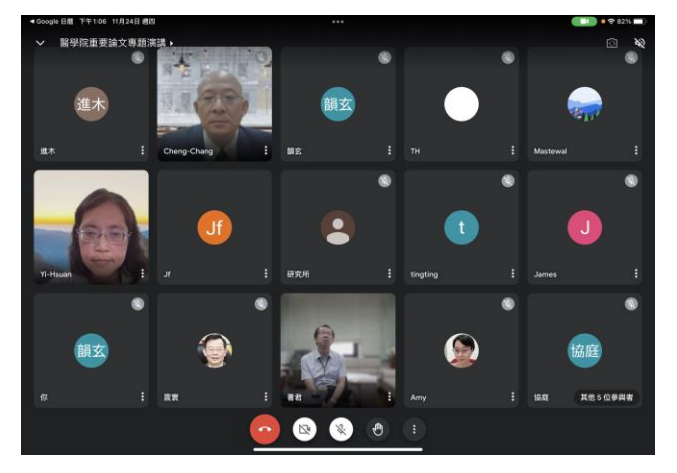 ◀ Google 日曆 下午1:06 11月24日 週四
82%
醫學院重要論文專題演講 ▸
進木
韻玄
進木
Cheng-Chang
韻玄
TH
Mastewal
Jf
t
J
Yi-Hsuan
Jf
研究所
tingting
James
韻玄
協庭
你
著君
Amy
協庭
其他 5 位參與者